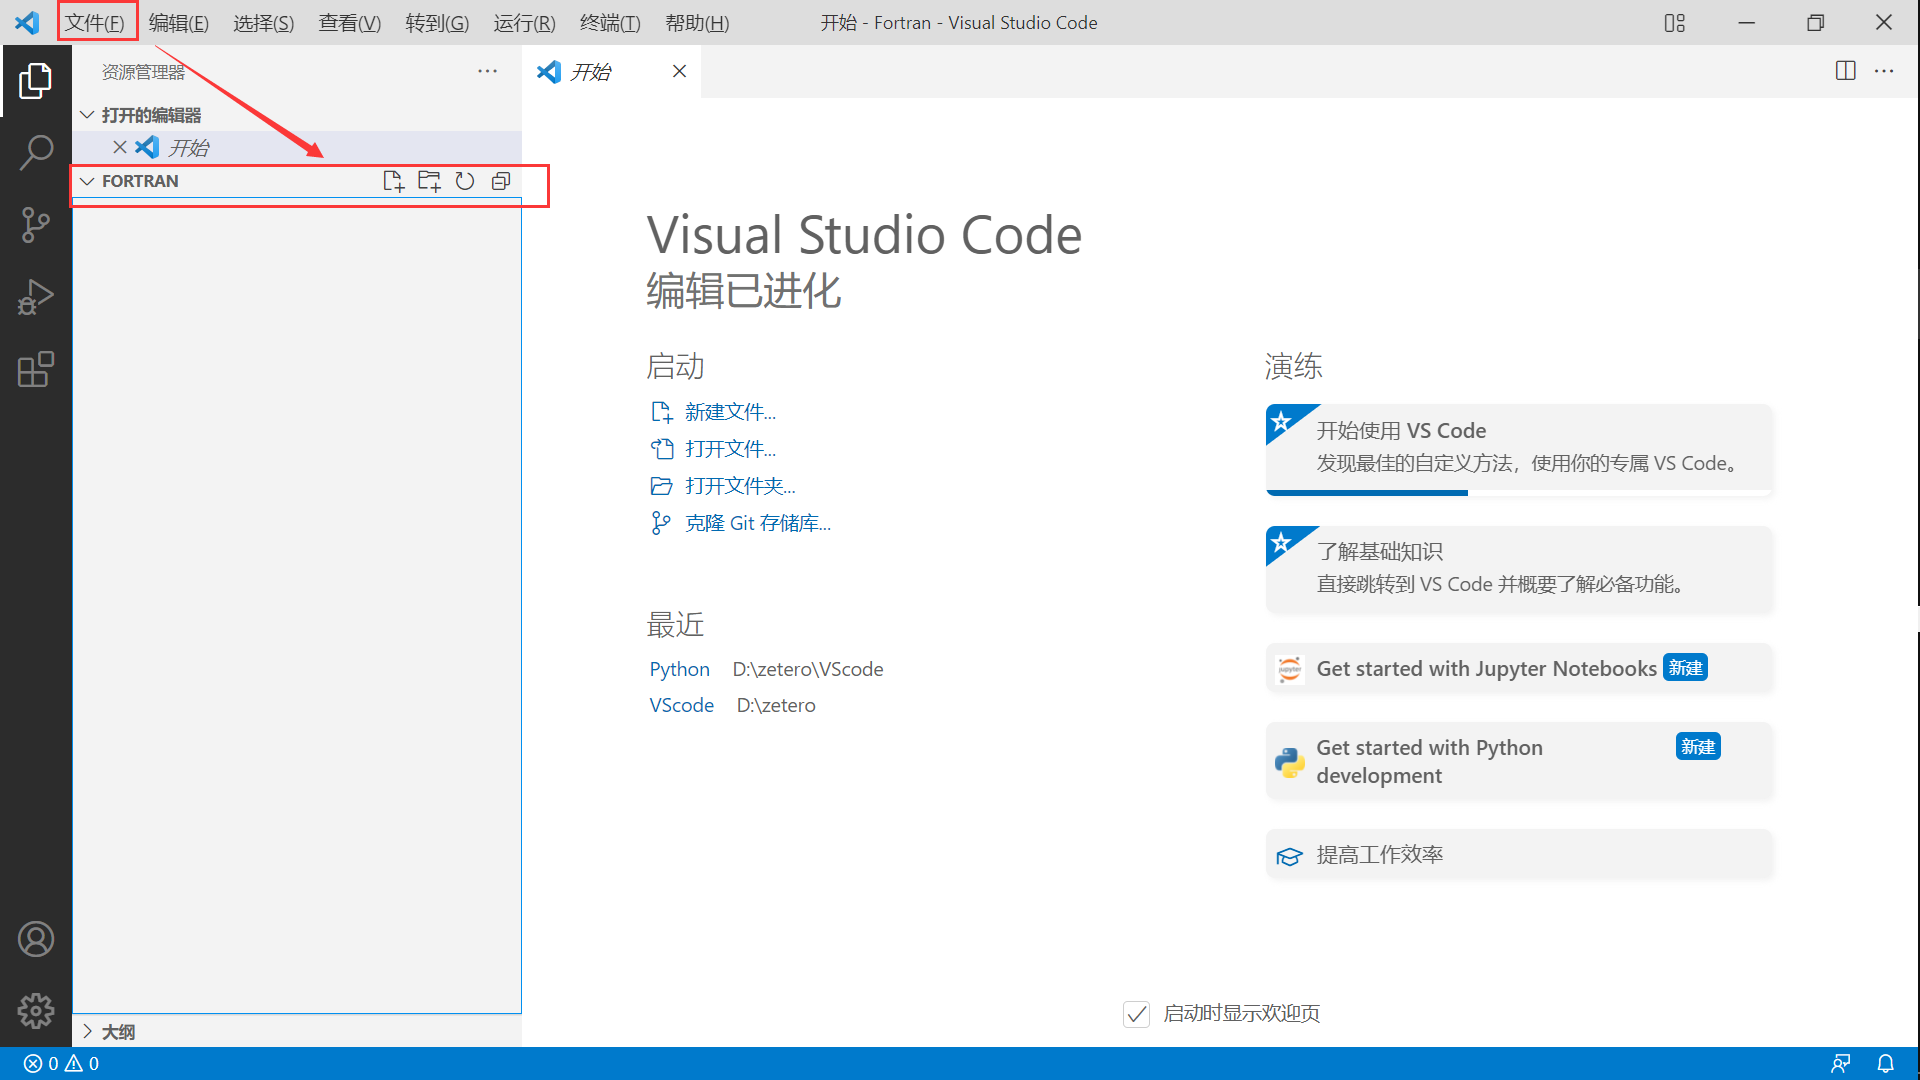 文件(F) 编辑(E) 选择(S) 查看(V) 转到(G) 运行(R) 终端(T) 帮助(H) 开始 - Fortran - Visual Studio Code
资源管理器
开始
打开的编辑器
开始
FORTRAN
Visual Studio Code
编辑已进化
启动
新建文件...
打开文件...
打开文件夹...
克隆 Git 存储库...
最近
Python D:\zetero\VScode
VScode D:\zetero
演练
开始使用 VS Code
发现最佳的自定义方法，使用你的专属 VS Code。
了解基础知识
直接跳转到 VS Code 并概要了解必备功能。
jupyter
Get started with Jupyter Notebooks 新建
Get started with Python 新建
development
提高工作效率
启动时显示欢迎页
大纲
0 0